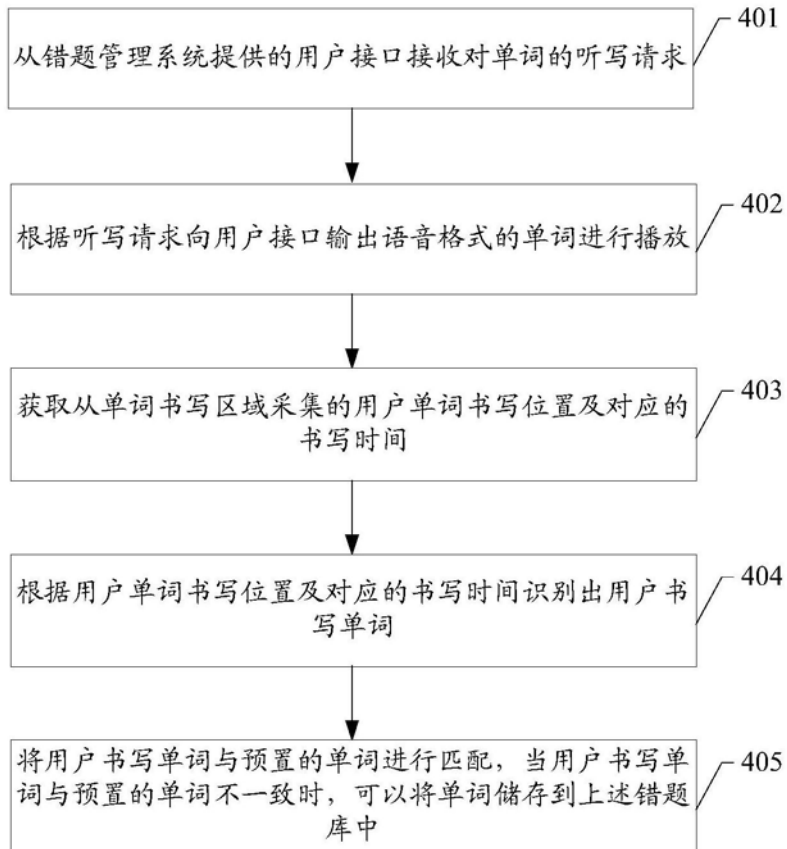 从错题管理系统提供的用户接口接收对单词的听写请求
401
根据听写请求向用户接口输出语音格式的单词进行播放
402
获取从单词书写区域采集的用户单词书写位置及对应的
书写时间
403
根据用户单词书写位置及对应的书写时间识别出用户书
写单词
404
将用户书写单词与预置的单词进行匹配，当用户书写单
词与预置的单词不一致时，可以将单词储存到上述错题
库中
405